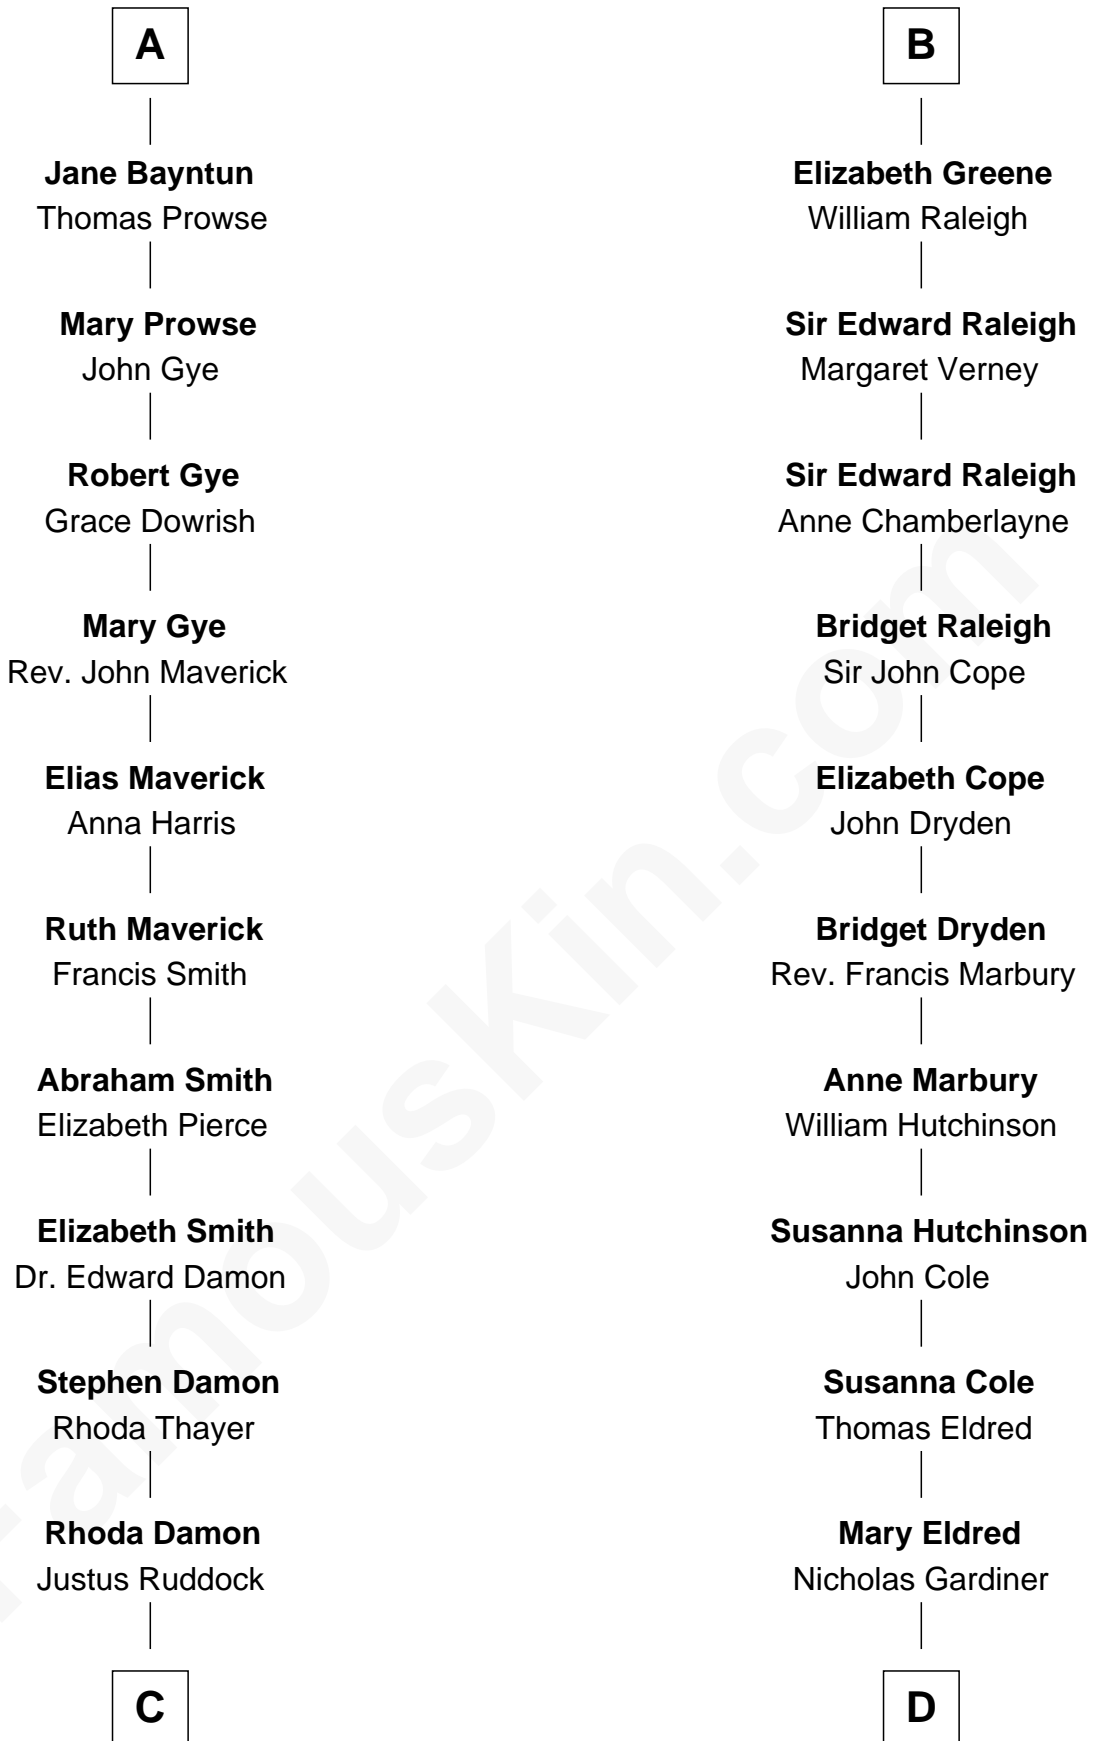 A
Jane Bayntun
Thomas Prowse
Mary Prowse
John Gye
Robert Gye
Grace Dowrish
Mary Gye
Rev. John Maverick
Elias Maverick
Anna Harris
Ruth Maverick
Francis Smith
Abraham Smith
Elizabeth Pierce
Elizabeth Smith
Dr. Edward Damon
Stephen Damon
Rhoda Thayer
Rhoda Damon
Justus Ruddock
C
B
Elizabeth Greene
William Raleigh
Sir Edward Raleigh
Margaret Verney
Sir Edward Raleigh
Anne Chamberlayne
Bridget Raleigh
Sir John Cope
Elizabeth Cope
John Dryden
Bridget Dryden
Rev. Francis Marbury
Anne Marbury
William Hutchinson
Susanna Hutchinson
John Cole
Susanna Cole
Thomas Eldred
Mary Eldred
Nicholas Gardiner
D
FamousKin.com